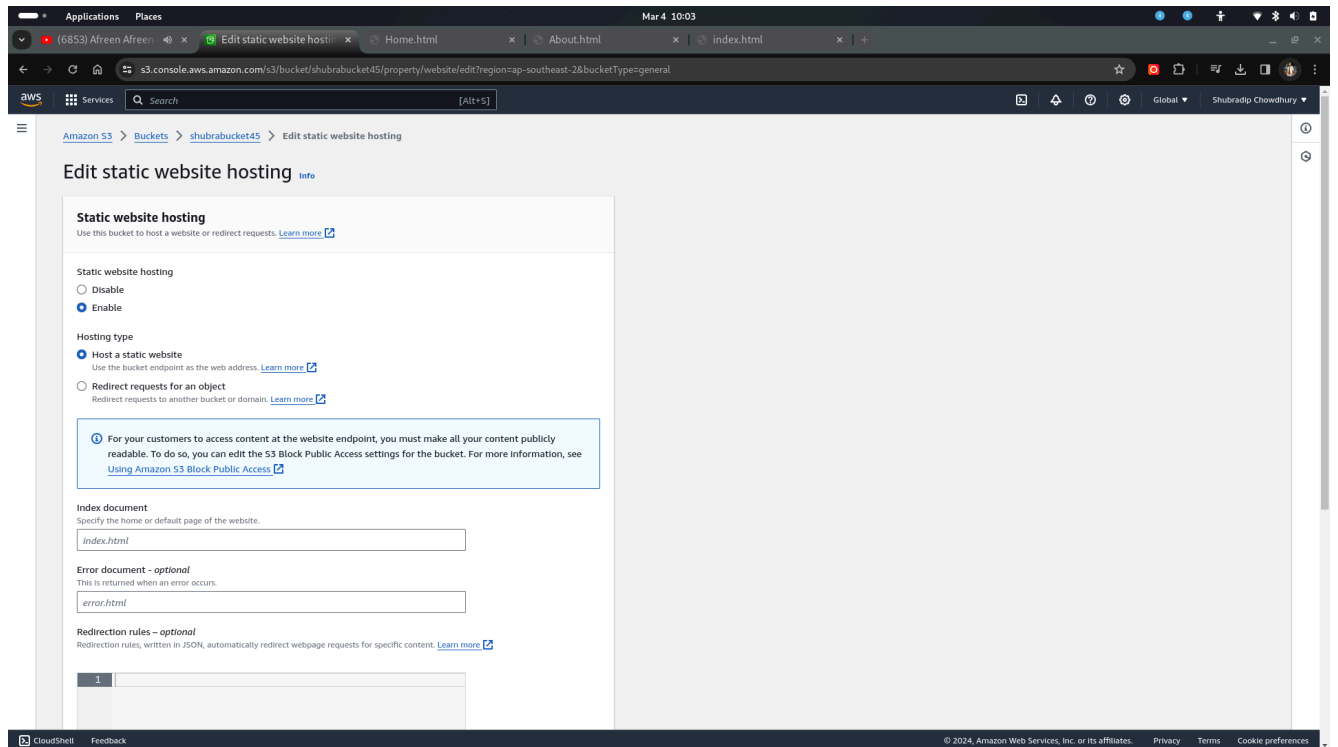 Applications Places Mar 4 10:03
(6853) Afreen Afreen Edit static website hostin Home.html About.html index.html
s3.console.aws.amazon.com/s3/bucket/shubrabucket45/property/website/edit?region=ap-southeast-2&bucketType=general
aws Services Search [Alt+S] Global Shubradip Chowdhury
Amazon S3 > Buckets > shubrabucket45 > Edit static website hosting
Edit static website hosting Info
Static website hosting
Use this bucket to host a website or redirect requests. Learn more
Static website hosting
Disable
Enable
Hosting type
Host a static website
Use the bucket endpoint as the web address. Learn more
Redirect requests for an object
Redirect requests to another bucket or domain. Learn more
For your customers to access content at the website endpoint, you must make all your content publicly
readable. To do so, you can edit the S3 Block Public Access settings for the bucket. For more information, see
Using Amazon S3 Block Public Access
Index document
Specify the home or default page of the website.
index.html
Error document - optional
This is returned when an error occurs.
error.html
Redirection rules – optional
Redirection rules, written in JSON, automatically redirect webpage requests for specific content. Learn more
1
CloudShell Feedback © 2024, Amazon Web Services, Inc. or its affiliates. Privacy Terms Cookie preferences